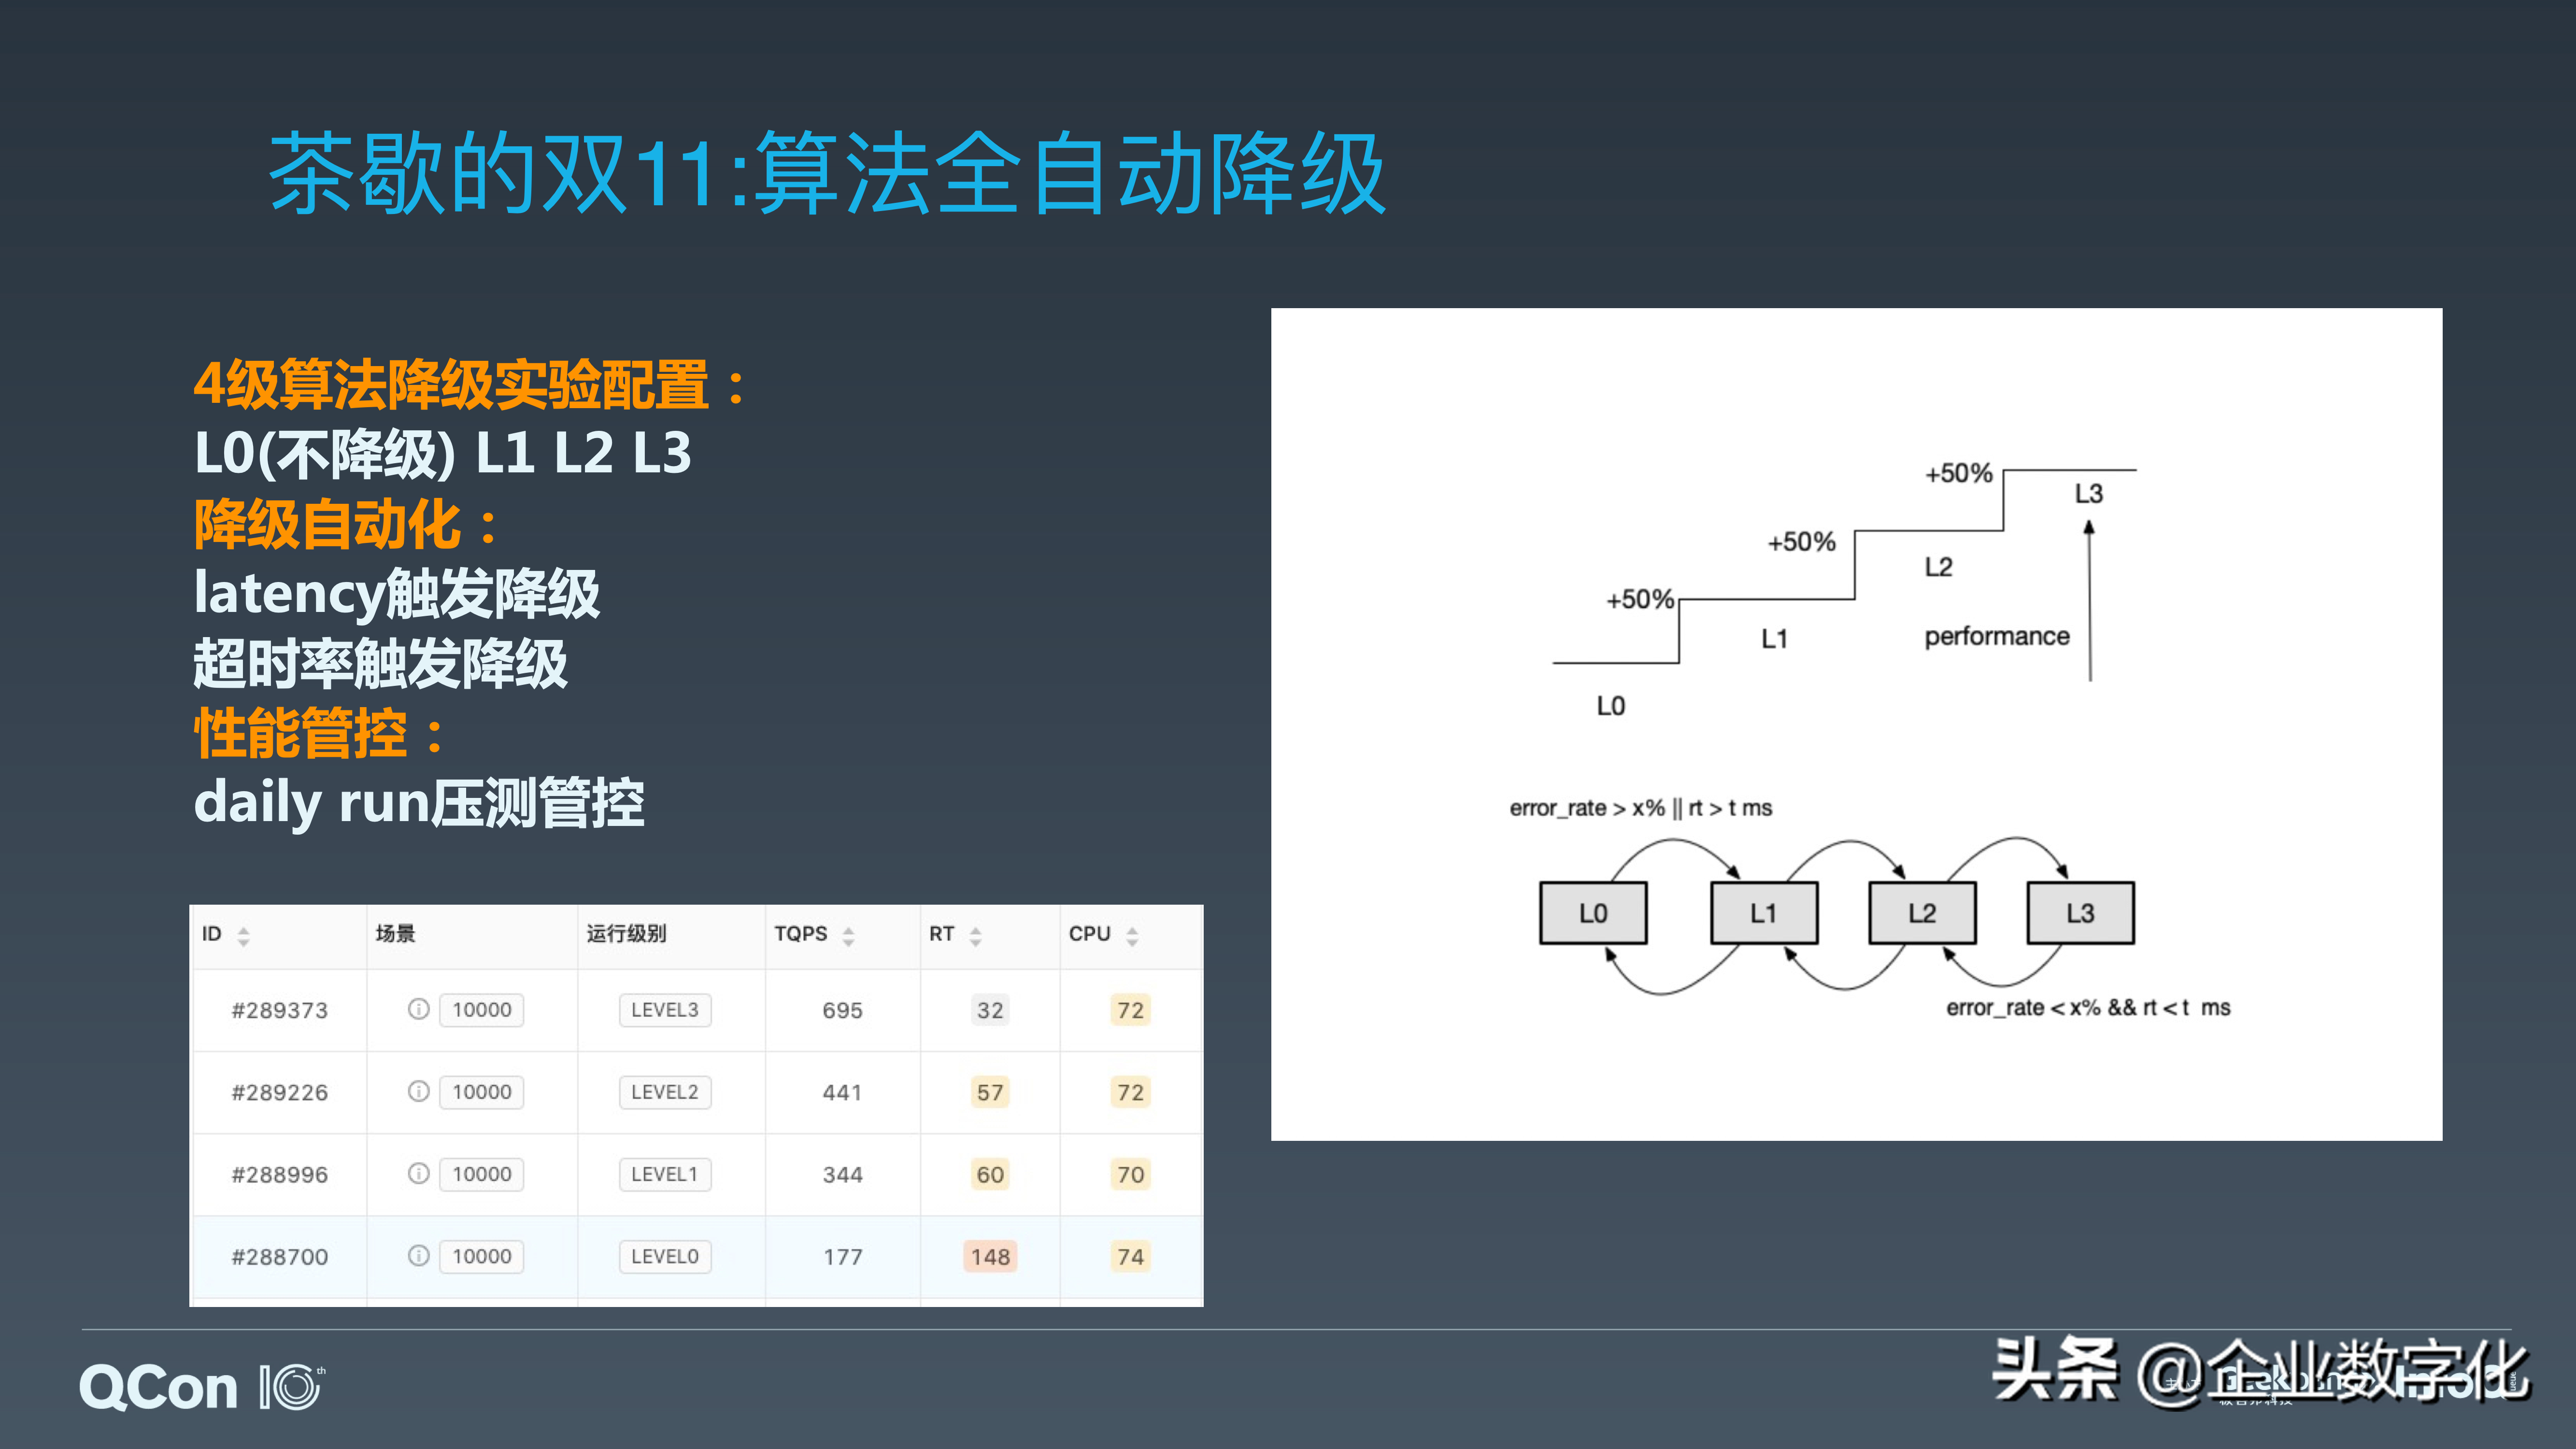 茶歇的双11:算法全自动降级
4级算法降级实验配置：
L0(不降级) L1 L2 L3
降级自动化：
latency触发降级
超时率触发降级
性能管控：
daily run压测管控
ID 场景 运行级别 TQPS RT CPU
#289373 10000 LEVEL3 695 32 72
#289226 10000 LEVEL2 441 57 72
#288996 10000 LEVEL1 344 60 70
#288700 10000 LEVEL0 177 148 74
+50%
L3
+50%
L2
+50%
L1
performance
L0
error_rate > x% || rt > t ms
L0 L1 L2 L3
error_rate < x% && rt < t ms
QCon 10th
头条 @企业数字化